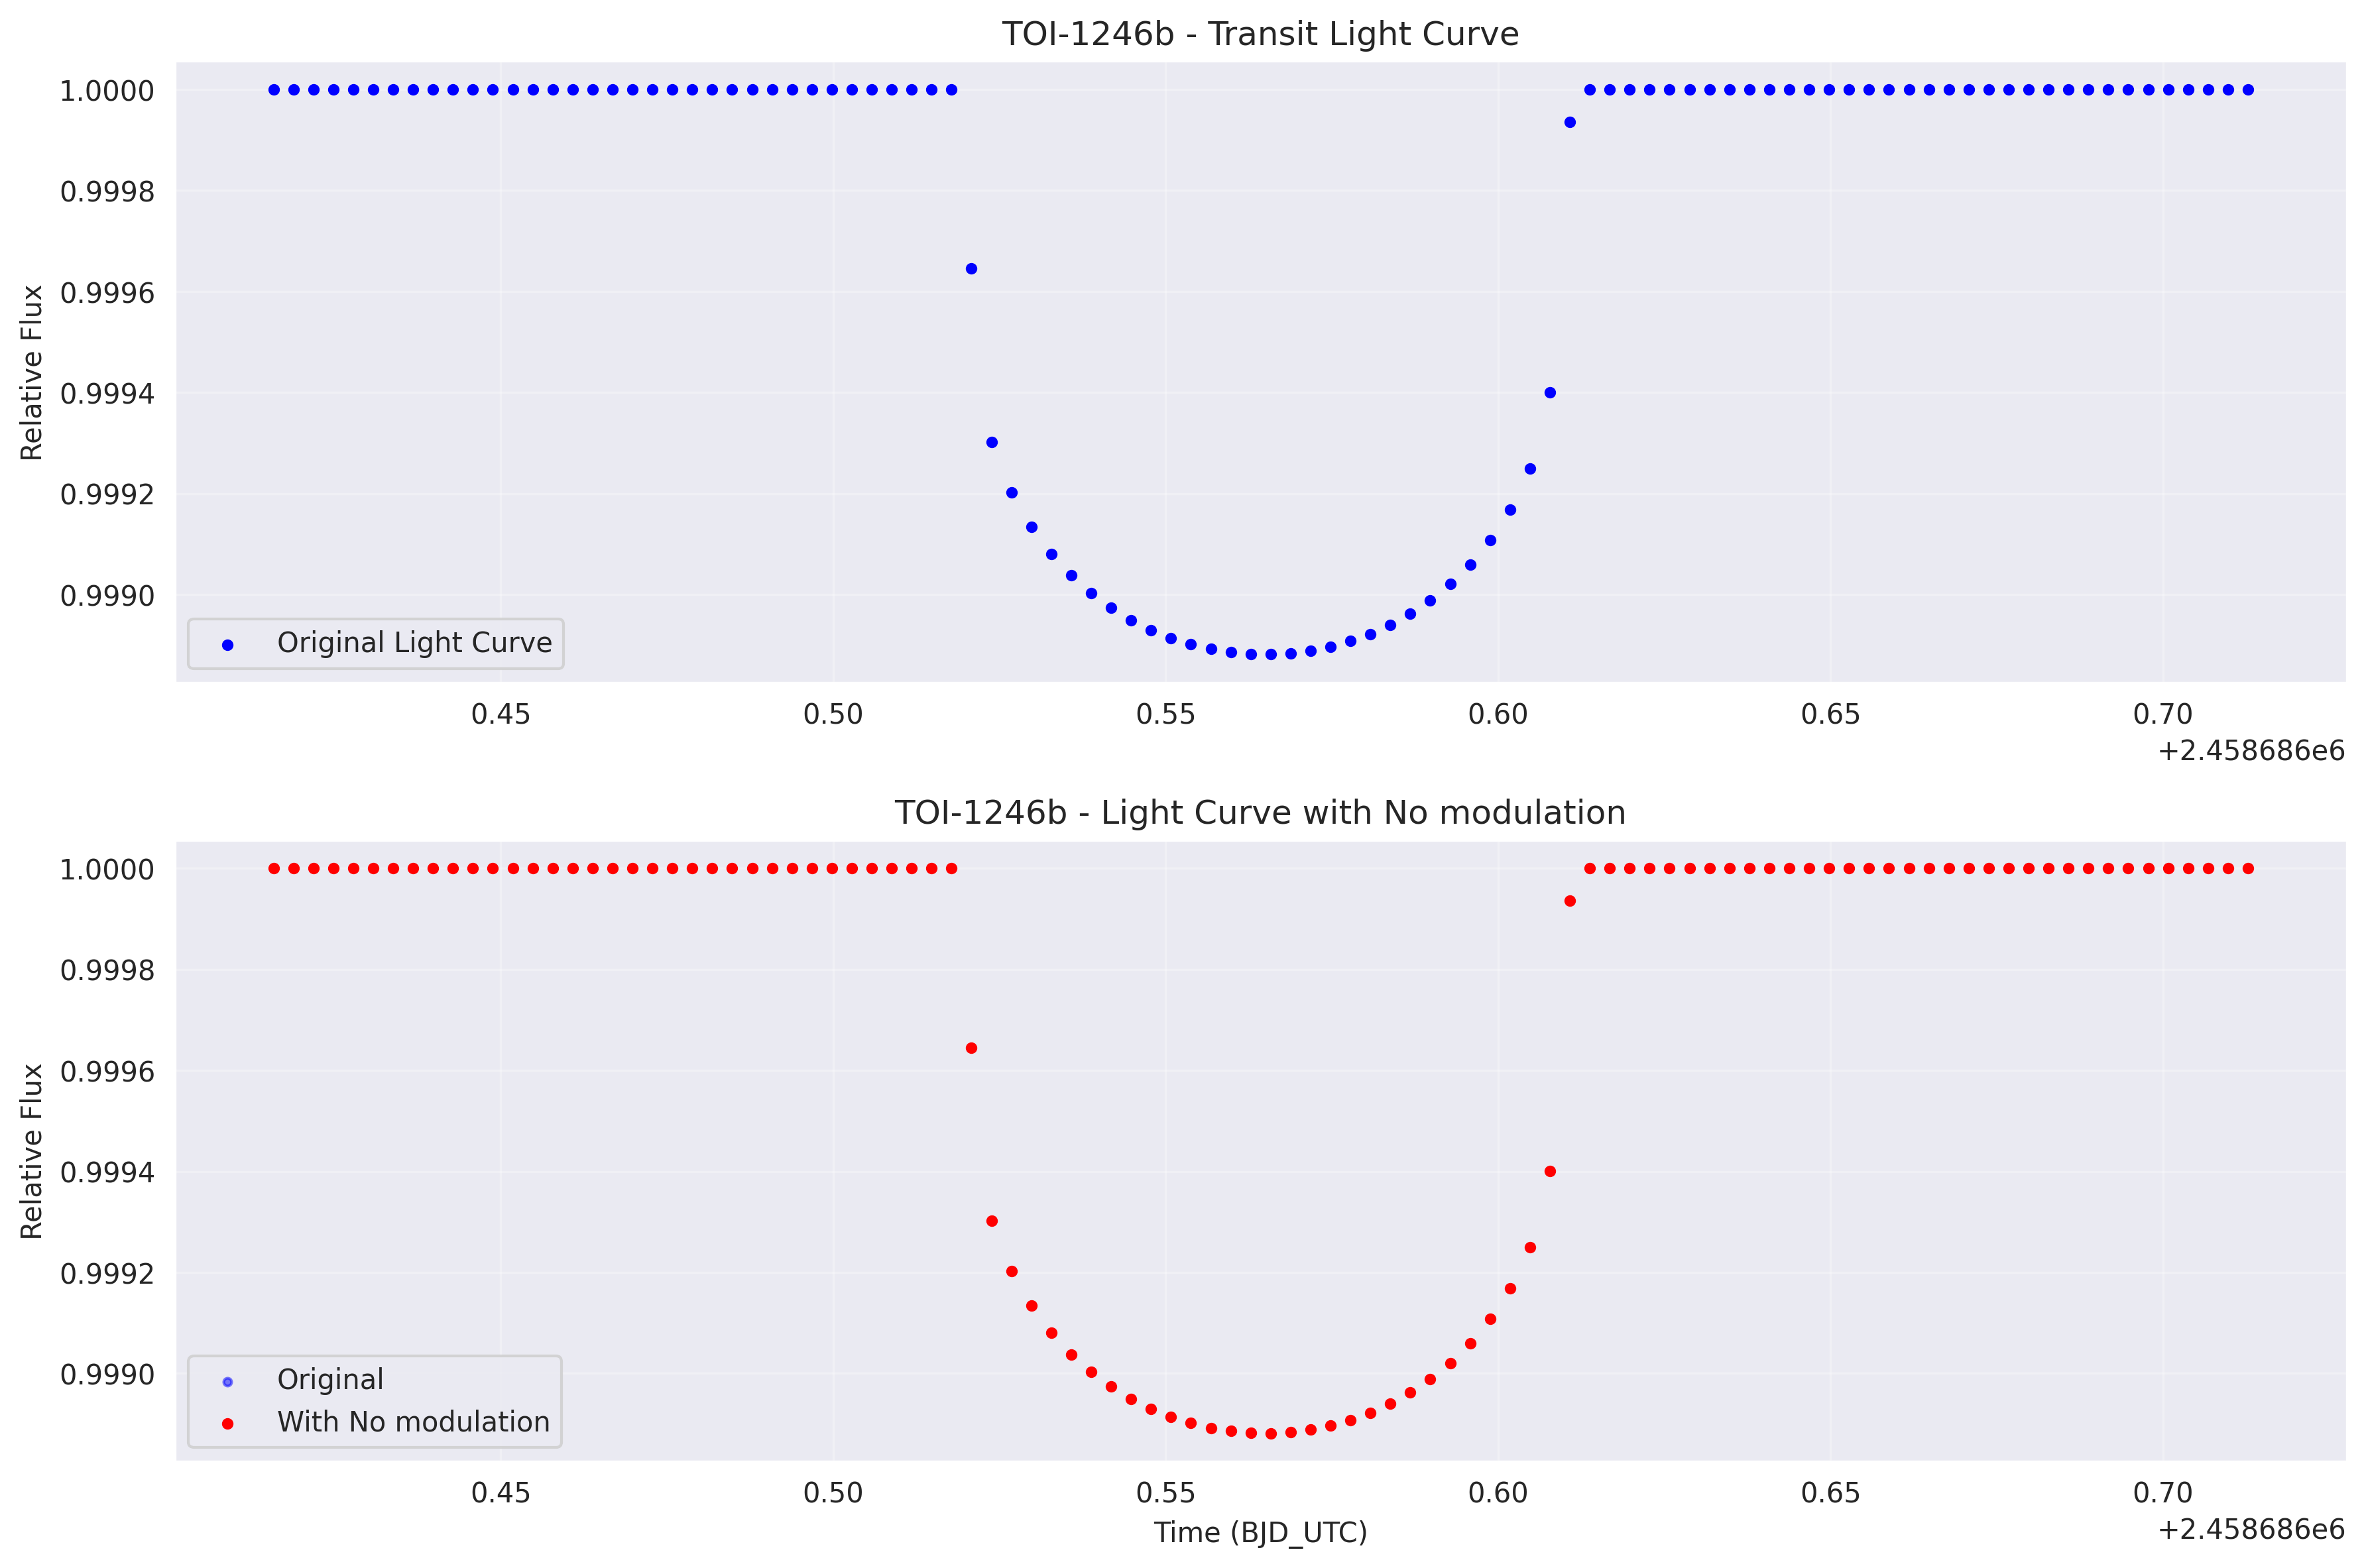 TOI-1246b - Transit Light Curve
1.0000
0.9998
0.9996
0.9994
0.9992
0.9990
Relative Flux
Original Light Curve
0.45 0.50 0.55 0.60 0.65 0.70
+2.458686e6
TOI-1246b - Light Curve with No modulation
1.0000
0.9998
0.9996
0.9994
0.9992
0.9990
Relative Flux
Original
With No modulation
0.45 0.50 0.55 0.60 0.65 0.70
Time (BJD_UTC)
+2.458686e6